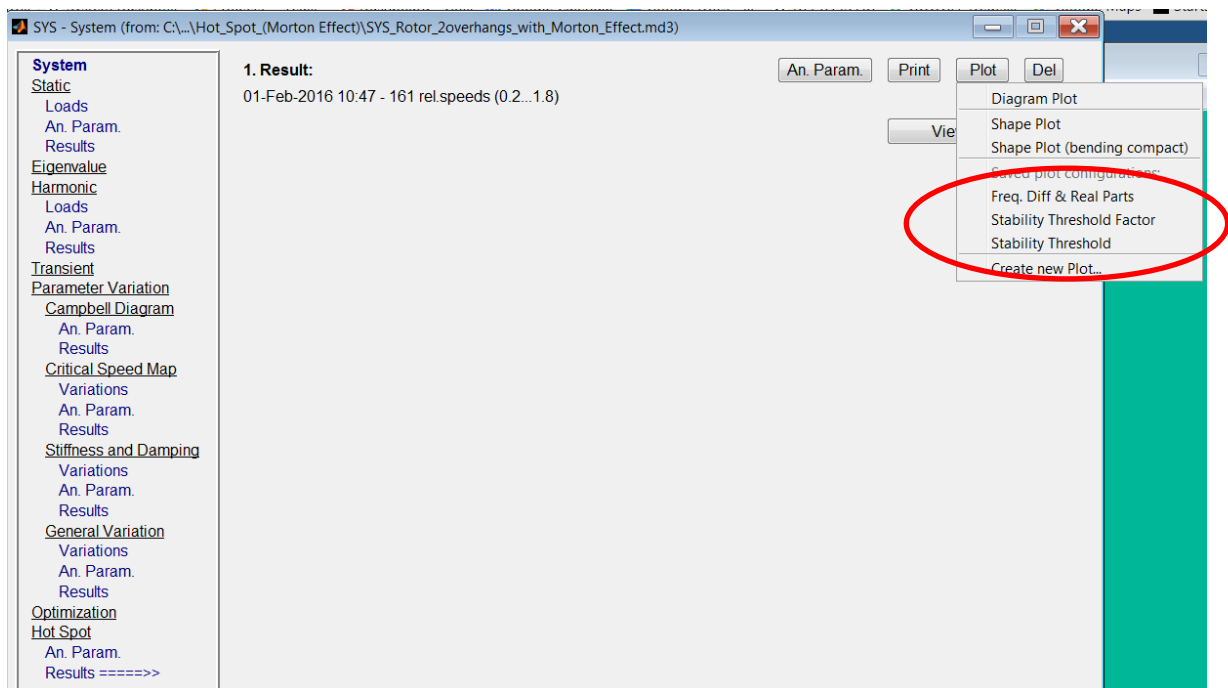 SYS - System (from: C:\...\Hot_Spot_(Morton Effect)\SYS_Rotor_2overhangs_with_Morton_Effect.md3)
System
Static
Loads
An. Param.
Results
Eigenvalue
Harmonic
Loads
An. Param.
Results
Transient
Parameter Variation
Campbell Diagram
An. Param.
Results
Critical Speed Map
Variations
An. Param.
Results
Stiffness and Damping
Variations
An. Param.
Results
General Variation
Variations
An. Param.
Results
Optimization
Hot Spot
An. Param.
Results =====>>
1. Result:
An. Param. Print Plot Del
01-Feb-2016 10:47 - 161 rel.speeds (0.2...1.8)
Vie
Diagram Plot
Shape Plot
Shape Plot (bending compact)
Saved plot configurations:
Freq. Diff & Real Parts
Stability Threshold Factor
Stability Threshold
Create new Plot...